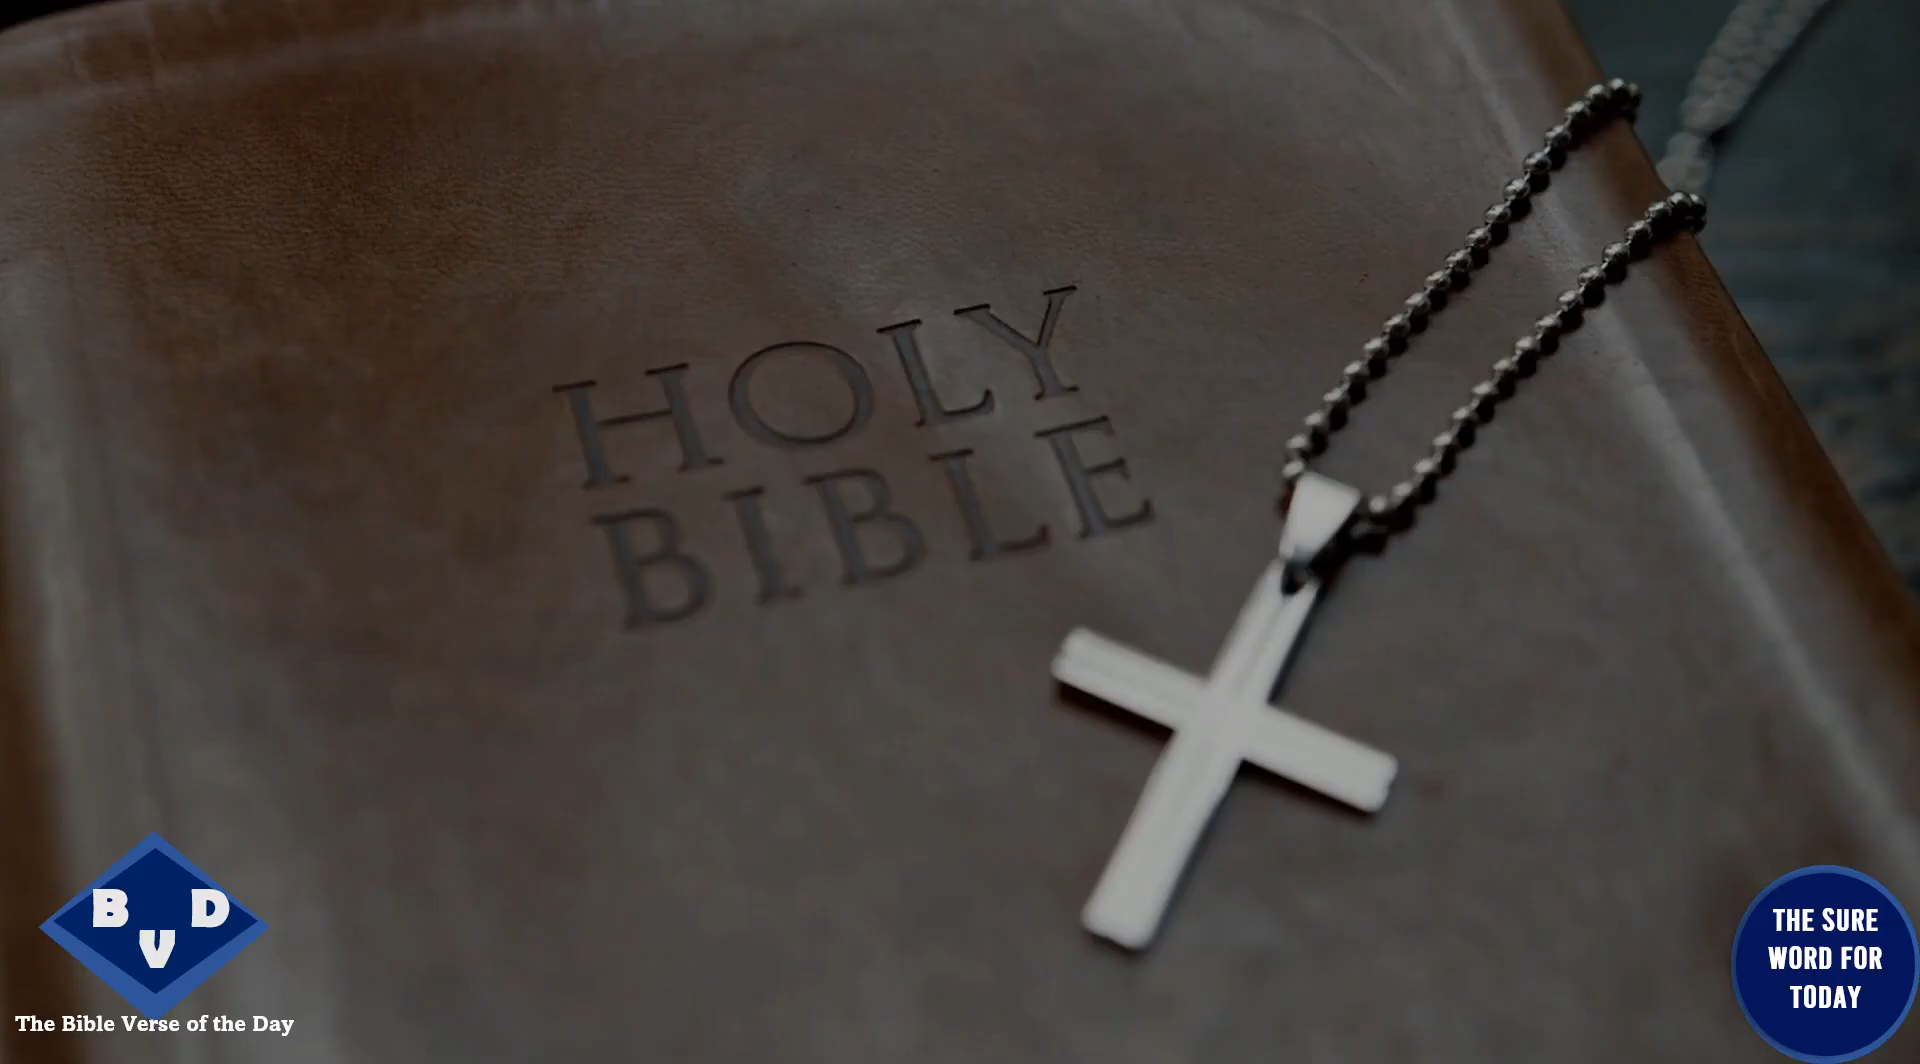 HOLY
BIBLE
B D
V
The Bible Verse of the Day
THE SURE
WORD FOR
TODAY